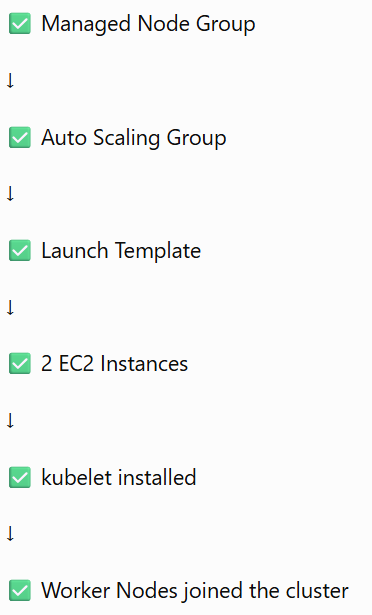 ✅ Managed Node Group
↓
✅ Auto Scaling Group
↓
✅ Launch Template
↓
✅ 2 EC2 Instances
↓
✅ kubelet installed
↓
✅ Worker Nodes joined the cluster